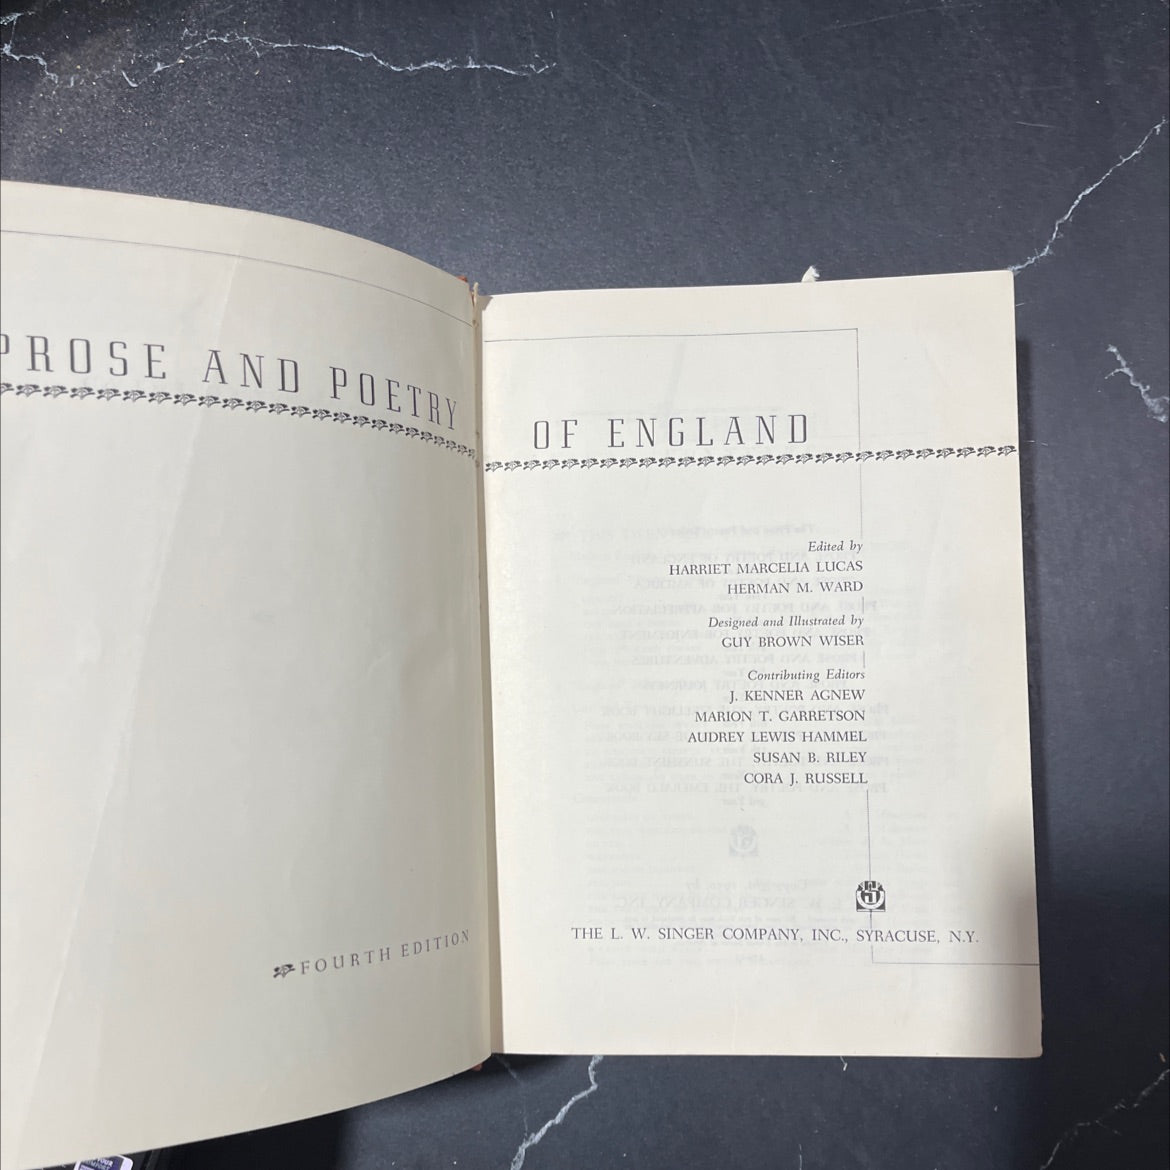 PROSE AND POETRY
FOURTH EDITION
OF ENGLAND
Edited by
HARRIET MARCELIA LUCAS
HERMAN M. WARD
Designed and Illustrated by
GUY BROWN WISER
Contributing Editors
J. KENNER AGNEW
MARION T. GARRETSON
AUDREY LEWIS HAMMEL
SUSAN B. RILEY
CORA J. RUSSELL
THE L. W. SINGER COMPANY, INC., SYRACUSE, N.Y.